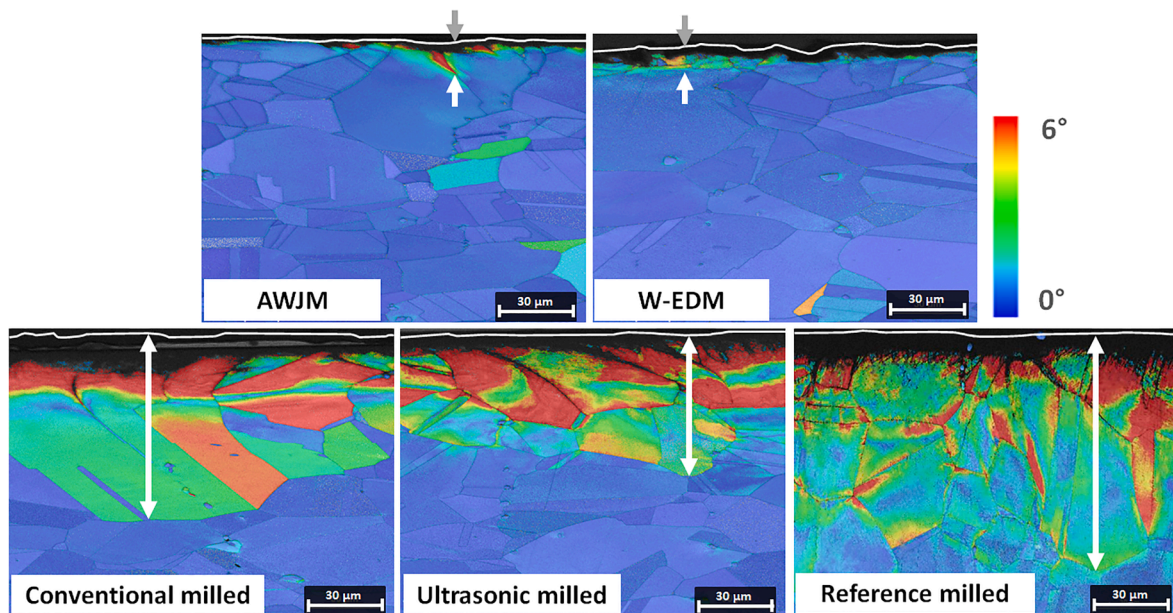 6°
0°
AWJM
30 µm
W-EDM
30 µm
Conventional milled
30 µm
Ultrasonic milled
30 µm
Reference milled
30 µm